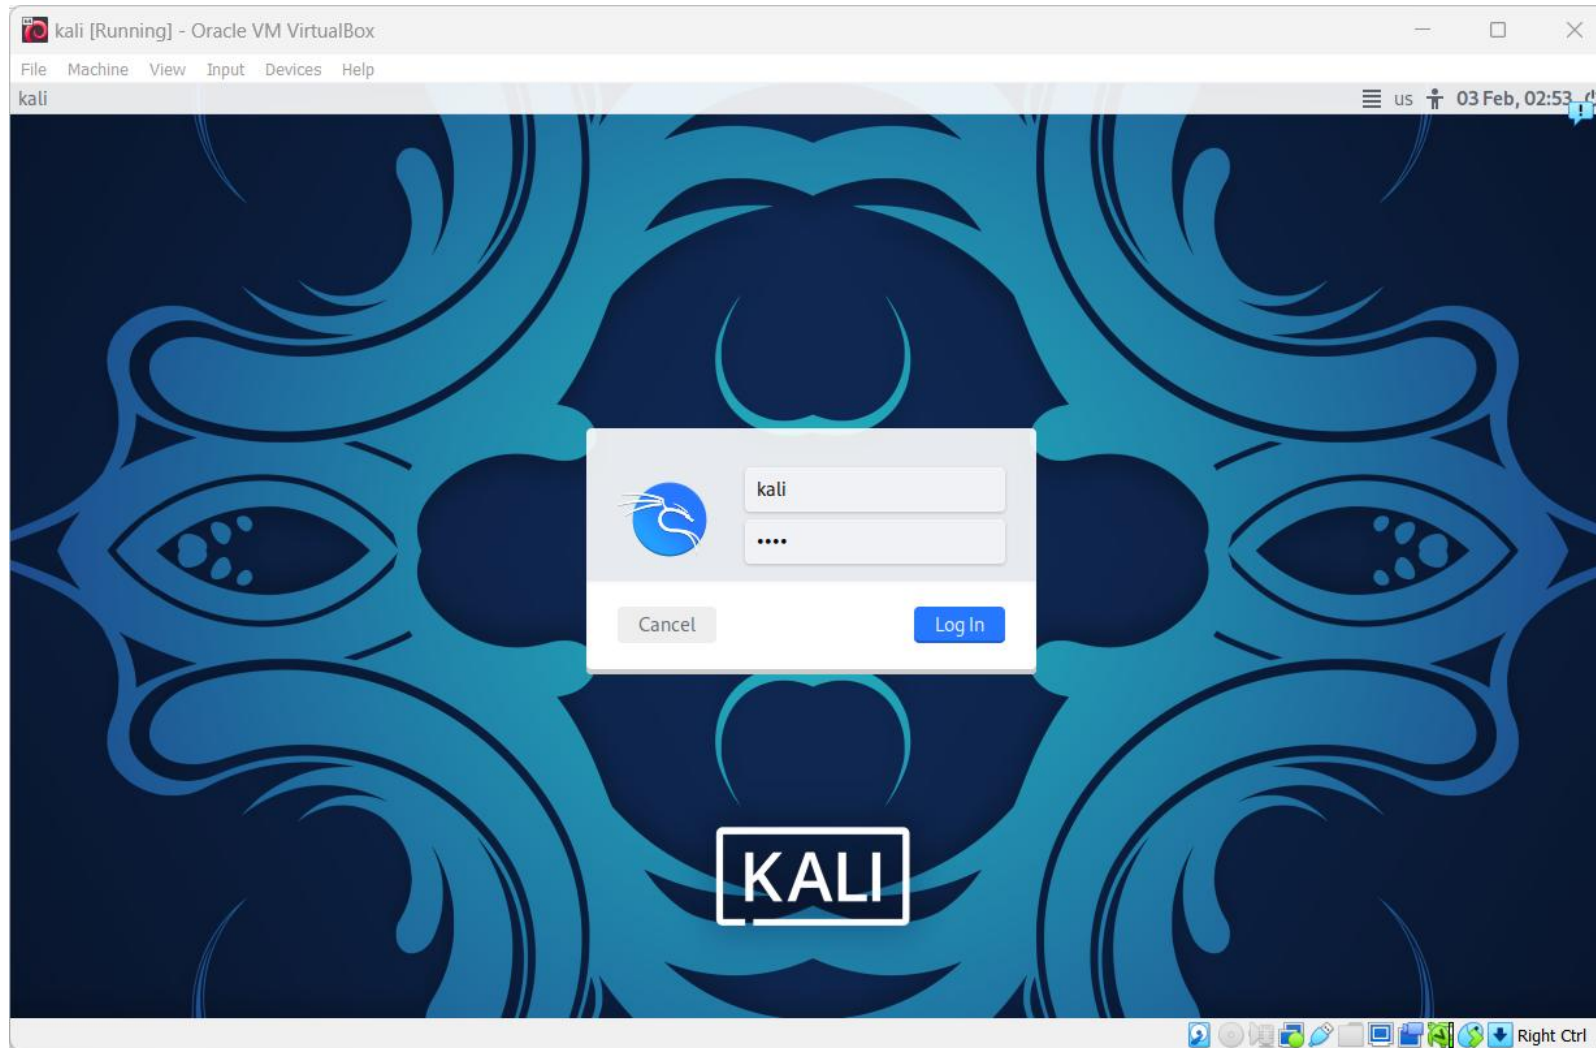 kali [Running] - Oracle VM VirtualBox
File Machine View Input Devices Help
kali us 03 Feb, 02:53
kali
••••
Cancel Log In
KALI
Right Ctrl